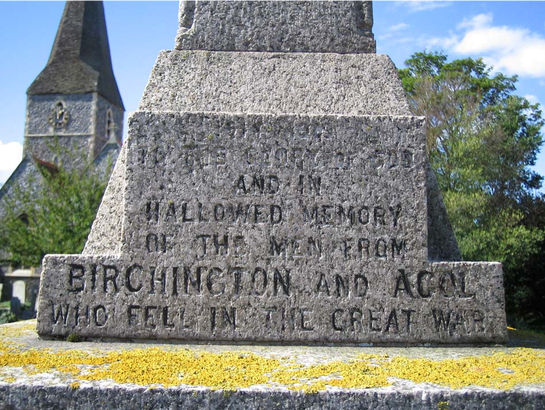 TO THE GLORY OF GOD
AND IN
HALLOWED MEMORY
OF THE MEN FROM
BIRCHINGTON AND ACOL
WHO FELL IN THE GREAT WAR